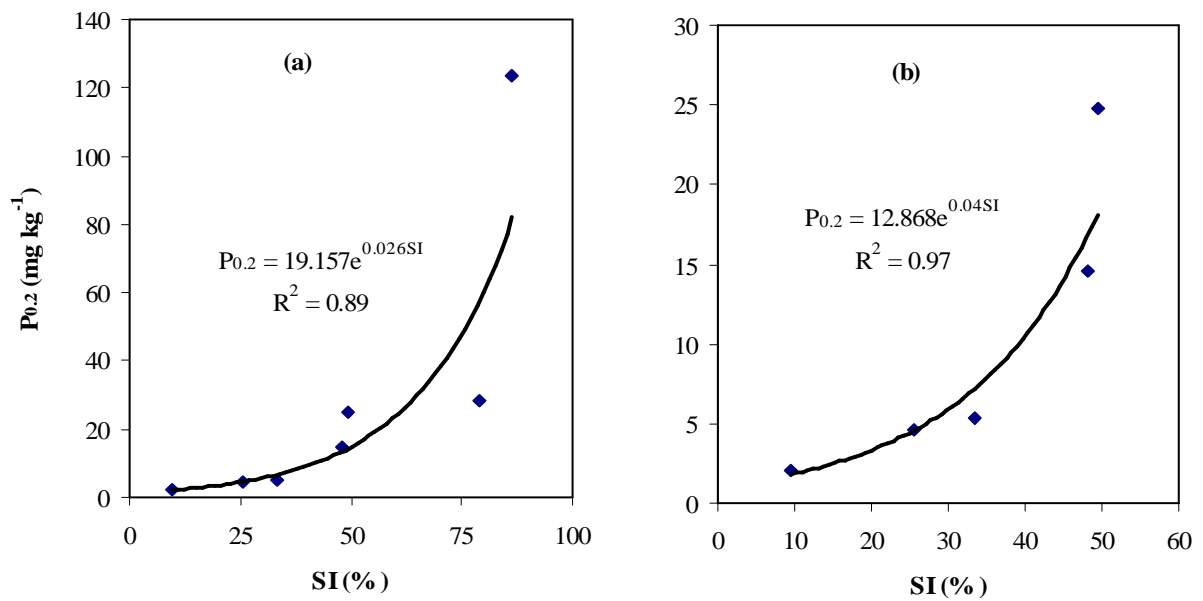 (a)
P0.2 (mg kg-1)
140
120
100
80
60
40
20
0
P0.2 = 19.157e0.026SI
R2 = 0.89
0 25 50 75 100
SI (%)
(b)
30
25
20
15
10
5
0
P0.2 = 12.868e0.04SI
R2 = 0.97
0 10 20 30 40 50 60
SI (%)